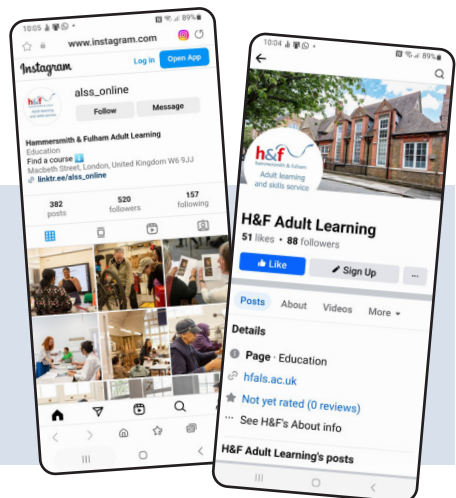 10:05
89%
www.instagram.com
Instagram
Log in
Open App
h&f
alss_online
Follow
Message
Hammersmith & Fulham Adult Learning
Education
Find a course
Macbeth Street, London, United Kingdom W6 9JJ
linktr.ee/alss_online
382
posts
520
followers
157
following
10:04
89%
h&f
hammersmith & fulham
Adult learning
and skills service
H&F Adult Learning
51 likes • 88 followers
Like
Sign Up
...
Posts
About
Videos
More
Details
Page · Education
hfals.ac.uk
Not yet rated (0 reviews)
... See H&F's About info
H&F Adult Learning's posts